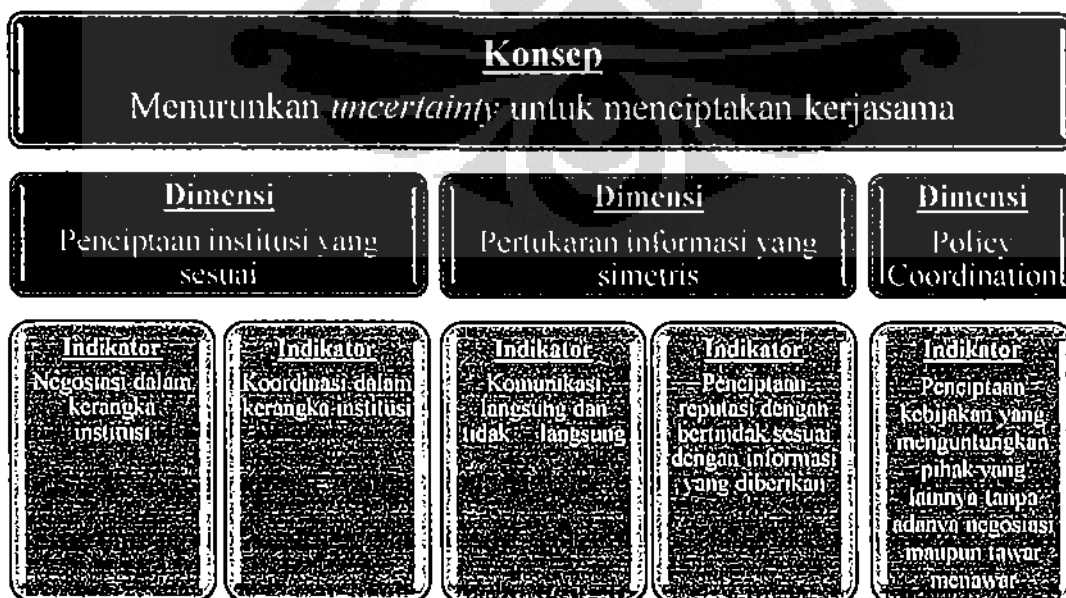 Konsep
Menurunkan uncertainty untuk menciptakan kerjasama
Dimensi
Penciptaan institusi yang
sesuai
Dimensi
Pertukaran informasi yang
simetris
Dimensi
Policy
Coordination
Indikator
Negosiasi dalam
kerangka
institusi
Indikator
Koordinasi dalam
kerangka institusi
Indikator
Komunikasi
langsung dan
tidak langsung
Indikator
Penciptaan
reputasi dengan
bertindak sesuai
dengan informasi
yang diberikan
Indikator
Penciptaan
kebijakan yang
menguntungkan
pihak yang
lainnya tanpa
adanya negosiasi
maupun tawar
menawar